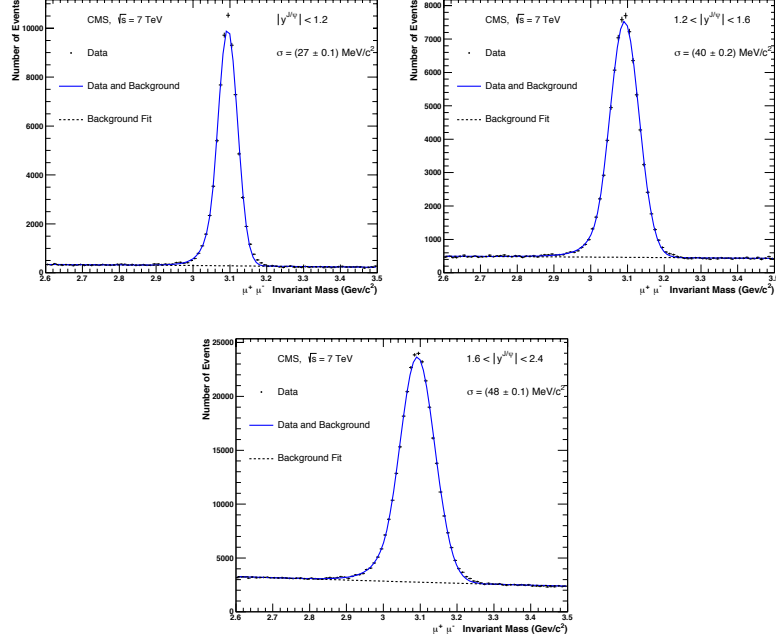 Number of Events
CMS, √s = 7 TeV
|y^{J/ψ}| < 1.2
Data
σ = (27 ± 0.1) MeV/c²
Data and Background
Background Fit
10000
8000
6000
4000
2000
0
2.6 2.7 2.8 2.9 3 3.1 3.2 3.3 3.4 3.5
μ⁺ μ⁻ Invariant Mass (GeV/c²)
Number of Events
CMS, √s = 7 TeV
1.2 < |y^{J/ψ}| < 1.6
Data
σ = (40 ± 0.2) MeV/c²
Data and Background
Background Fit
8000
7000
6000
5000
4000
3000
2000
1000
0
2.6 2.7 2.8 2.9 3 3.1 3.2 3.3 3.4 3.5
μ⁺ μ⁻ Invariant Mass (GeV/c²)
Number of Events
CMS, √s = 7 TeV
1.6 < |y^{J/ψ}| < 2.4
Data
σ = (48 ± 0.1) MeV/c²
Data and Background
Background Fit
25000
20000
15000
10000
5000
0
2.6 2.7 2.8 2.9 3 3.1 3.2 3.3 3.4 3.5
μ⁺ μ⁻ Invariant Mass (GeV/c²)